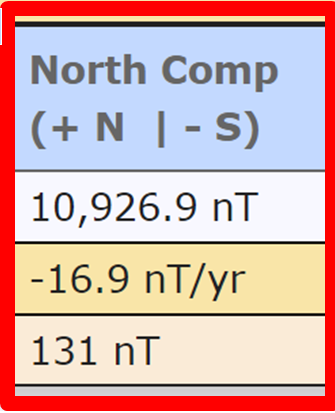 North Comp
(+ N | - S)
10,926.9 nT
-16.9 nT/yr
131 nT